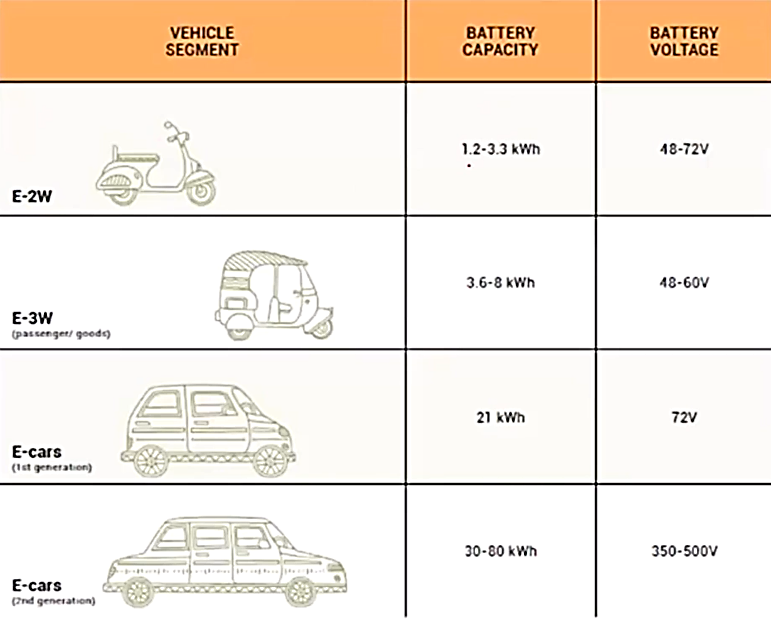 VEHICLE
SEGMENT
BATTERY
CAPACITY
BATTERY
VOLTAGE
E-2W
1.2-3.3 kWh
48-72V
E-3W
(passenger/ goods)
3.6-8 kWh
48-60V
E-cars
(1st generation)
21 kWh
72V
E-cars
(2nd generation)
30-80 kWh
350-500V